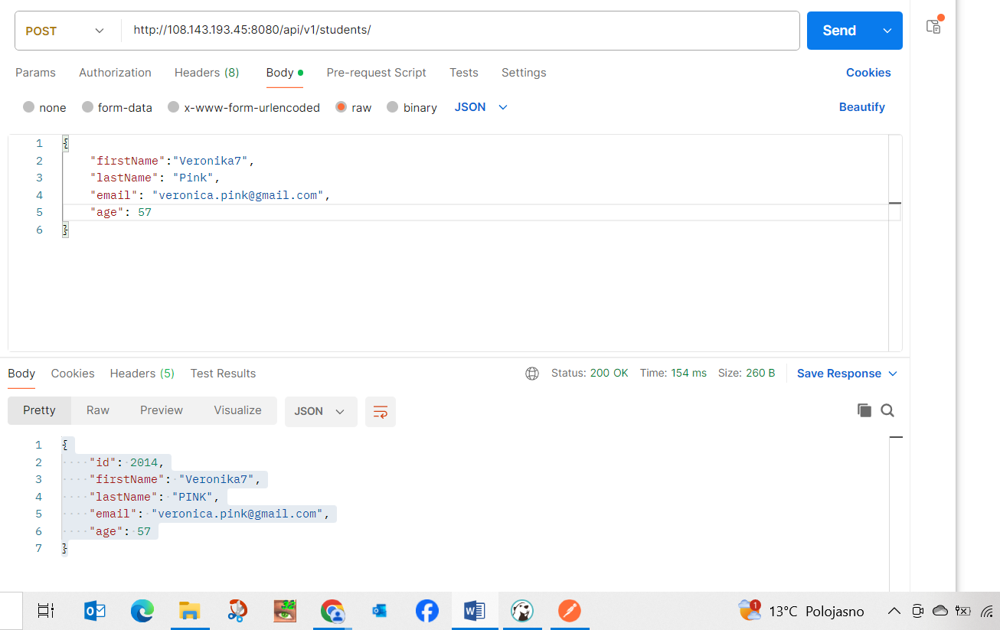 POST http://108.143.193.45:8080/api/v1/students/ Send
Params Authorization Headers (8) Body Pre-request Script Tests Settings Cookies
none form-data x-www-form-urlencoded raw binary JSON Beautify
1 {
2 "firstName":"Veronika7",
3 "lastName": "Pink",
4 "email": "veronica.pink@gmail.com",
5 "age": 57
6 }
Body Cookies Headers (5) Test Results Status: 200 OK Time: 154 ms Size: 260 B Save Response
Pretty Raw Preview Visualize JSON
1 {
2 "id": 2014,
3 "firstName": "Veronika7",
4 "lastName": "PINK",
5 "email": "veronica.pink@gmail.com",
6 "age": 57
7 }
1 13°C Polojasno